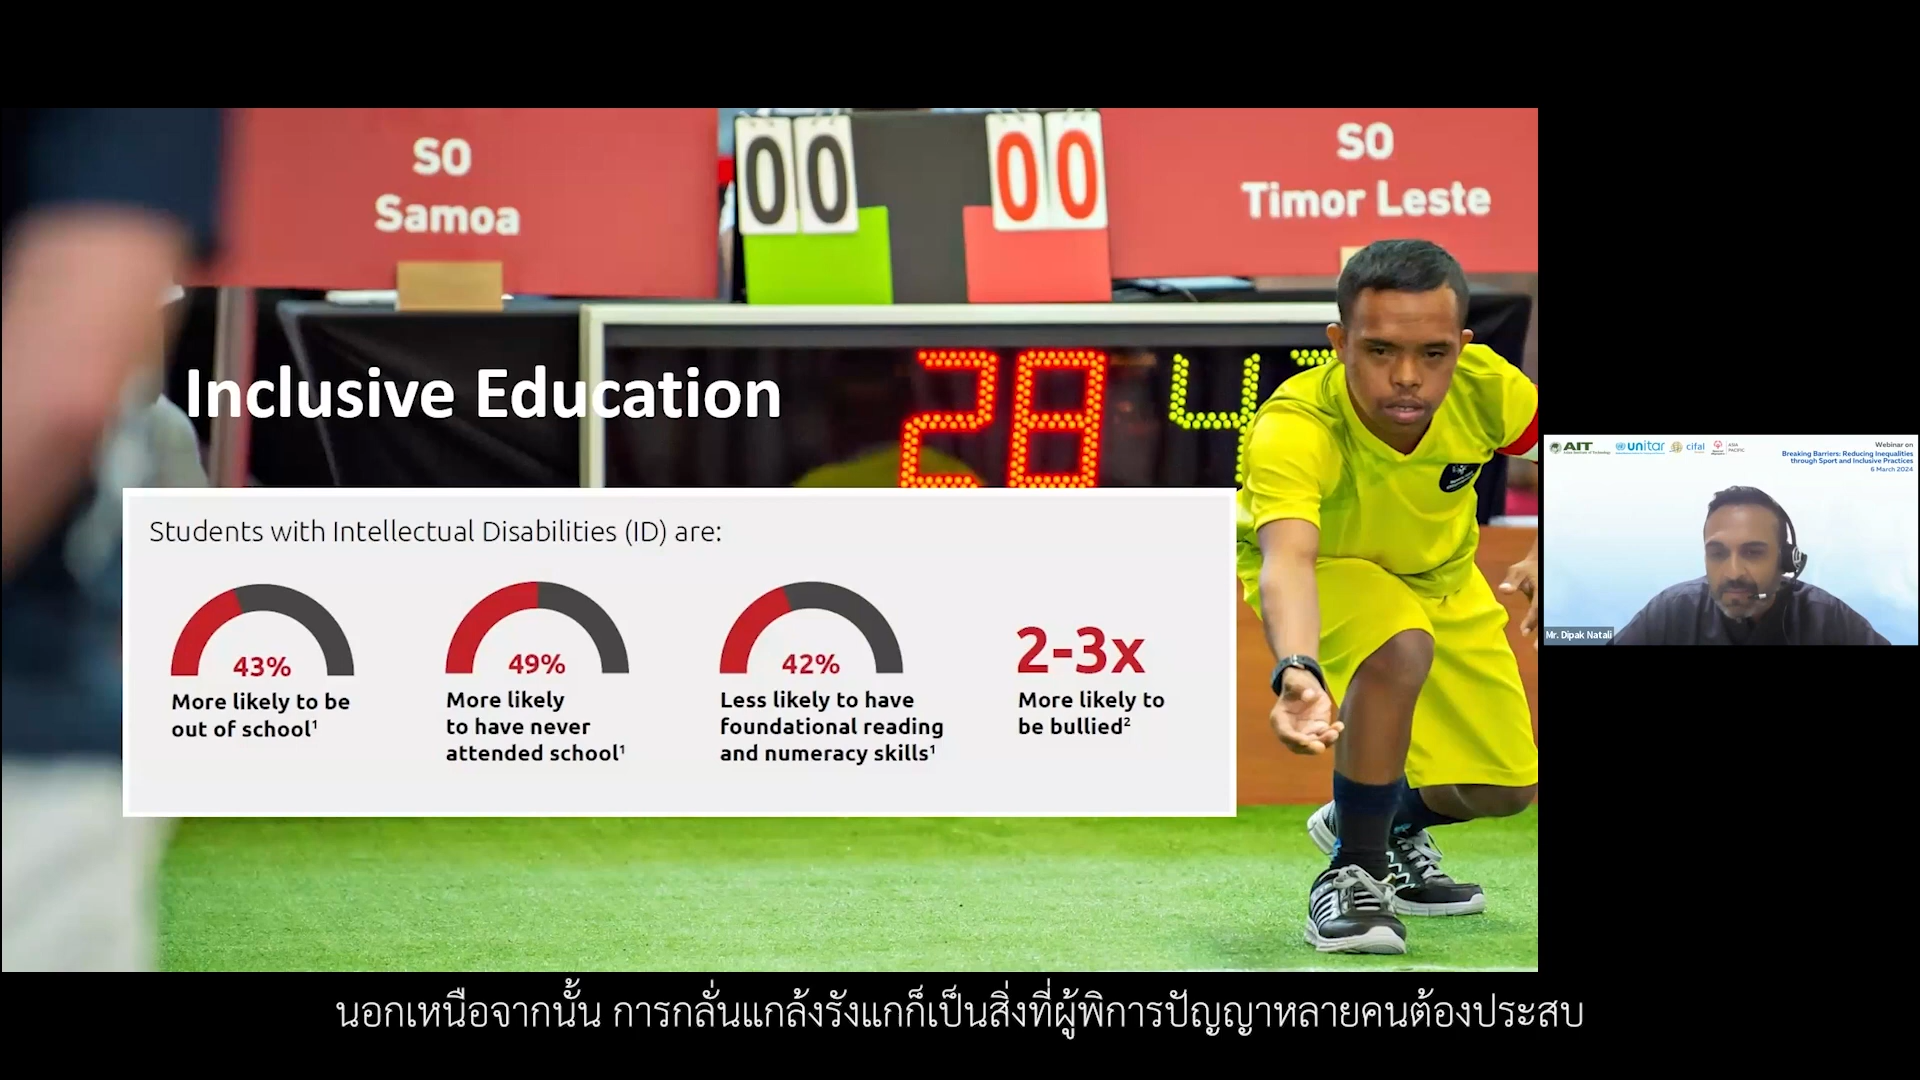 SO
Samoa
00
00
SO
Timor Leste
28
Inclusive Education
Students with Intellectual Disabilities (ID) are:
43%
More likely to be
out of school¹
49%
More likely
to have never
attended school¹
42%
Less likely to have
foundational reading
and numeracy skills¹
2-3x
More likely to
be bullied²
AIT
unitar
cifal
ASIA
PACIFIC
Webinar on
Breaking Barriers: Reducing Inequalities
through Sport and Inclusive Practices
6 March 2024
Mr. Dipak Natali
นอกเหนือจากนั้น การกลั่นแกล้งรังแกก็เป็นสิ่งที่ผู้พิการปัญญาหลายคนต้องประสบ